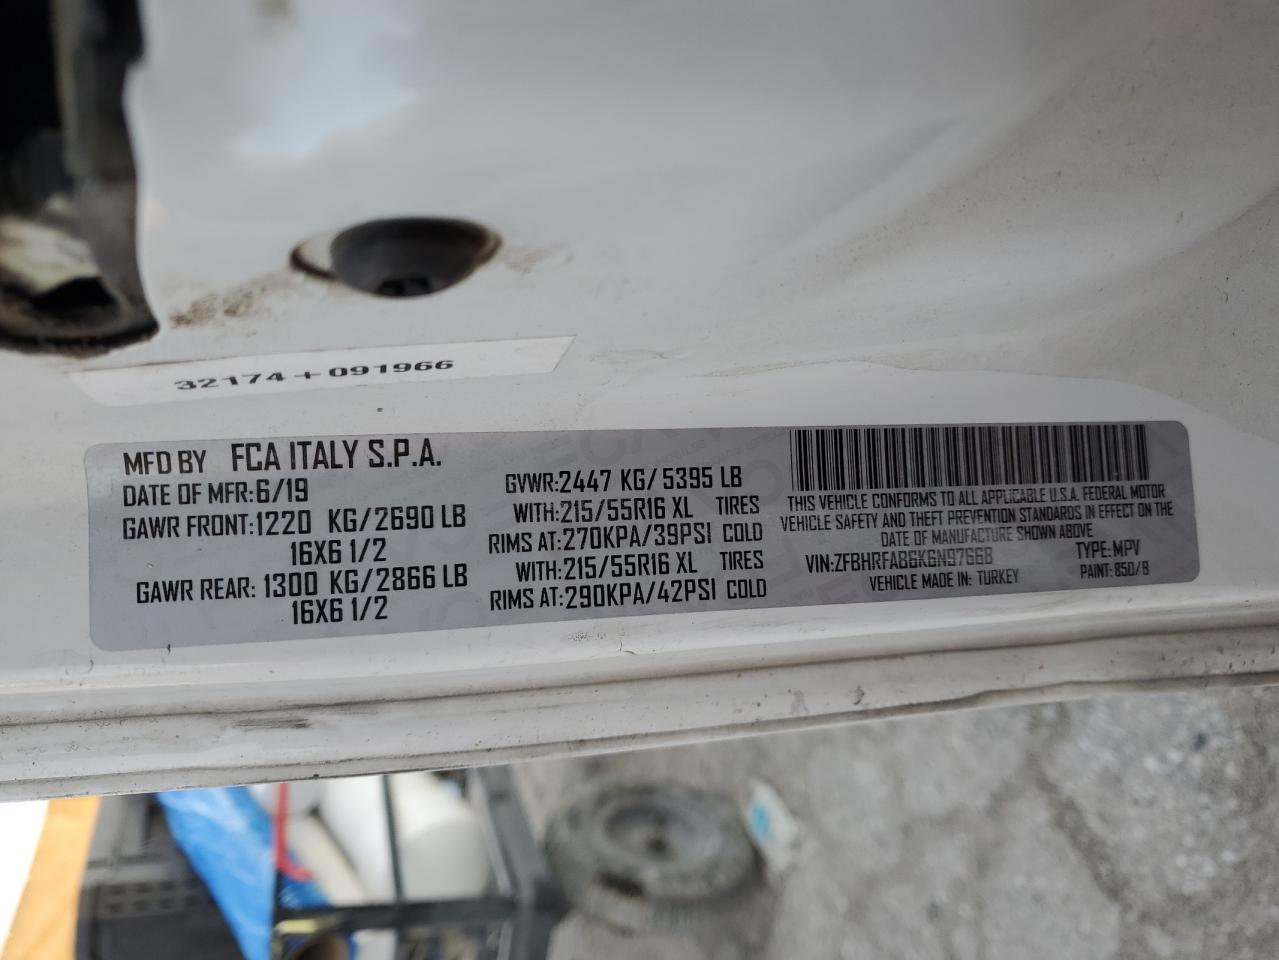 32174+091966
MFD BY FCA ITALY S.P.A.
DATE OF MFR:6/19
GAWR FRONT:1220 KG/2690 LB
16X6 1/2
GAWR REAR: 1300 KG/2866 LB
16X6 1/2
GVWR:2447 KG/5395 LB
WITH:215/55R16 XL TIRES
RIMS AT:270KPA/39PSI COLD
WITH:215/55R16 XL TIRES
RIMS AT:290KPA/42PSI COLD
THIS VEHICLE CONFORMS TO ALL APPLICABLE U.S.A. FEDERAL MOTOR
VEHICLE SAFETY AND THEFT PREVENTION STANDARDS IN EFFECT ON THE
DATE OF MANUFACTURE SHOWN ABOVE
VIN:ZFBHRFAB6K6N97668 TYPE: MPV
VEHICLE MADE IN: TURKEY PAINT: 850/B